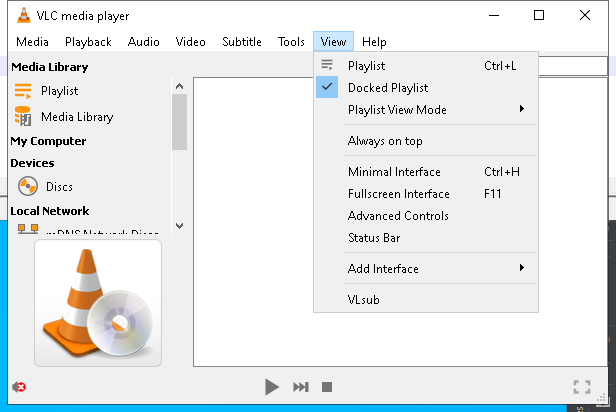 VLC media player
Media Playback Audio Video Subtitle Tools View Help
Media Library
Playlist
Media Library
My Computer
Devices
Discs
Local Network
mDNS Network Discs
Playlist Ctrl+L
Docked Playlist
Playlist View Mode
Always on top
Minimal Interface Ctrl+H
Fullscreen Interface F11
Advanced Controls
Status Bar
Add Interface
VLsub